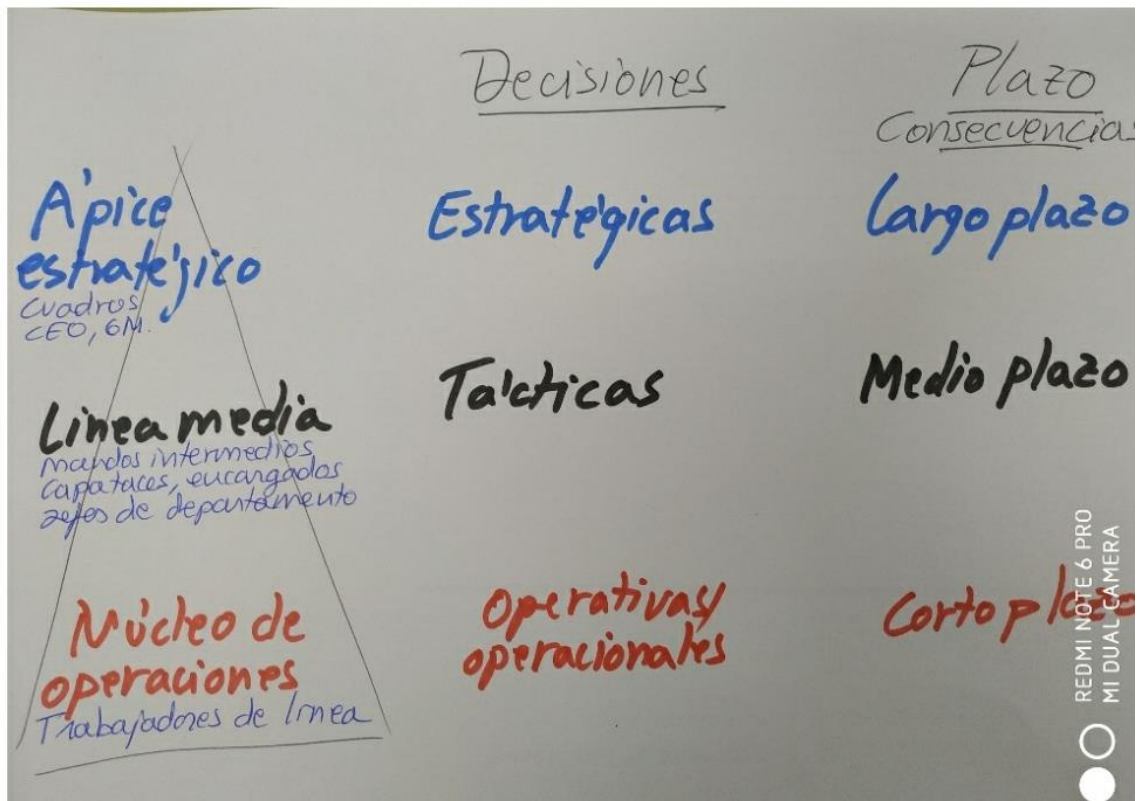 Decisiones
Plazo
Consecuencias
Ápice
estratégico
Cuadros
CEO, GM.
Estratégicas
Largo plazo
Línea media
mandos intermedios
capataces, encargados
jefes de departamento
Tácticas
Medio plazo
Núcleo de
operaciones
Trabajadores de línea
Operativas/
operacionales
Corto plazo
REDMI NOTE 6 PRO
MI DUAL CAMERA